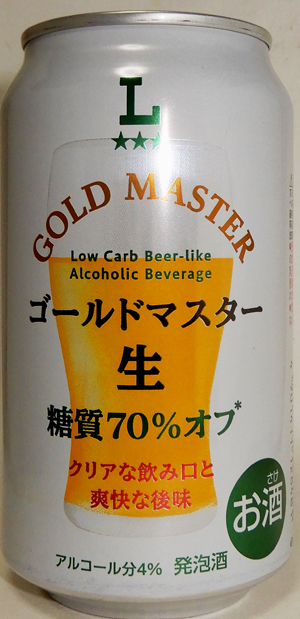 L
★★★
GOLD MASTER
Low Carb Beer-like
Alcoholic Beverage
ゴールドマスター
生
糖質70%オフ*
クリアな飲み口と
爽快な後味
さけ
お酒
アルコール分4% 発泡酒